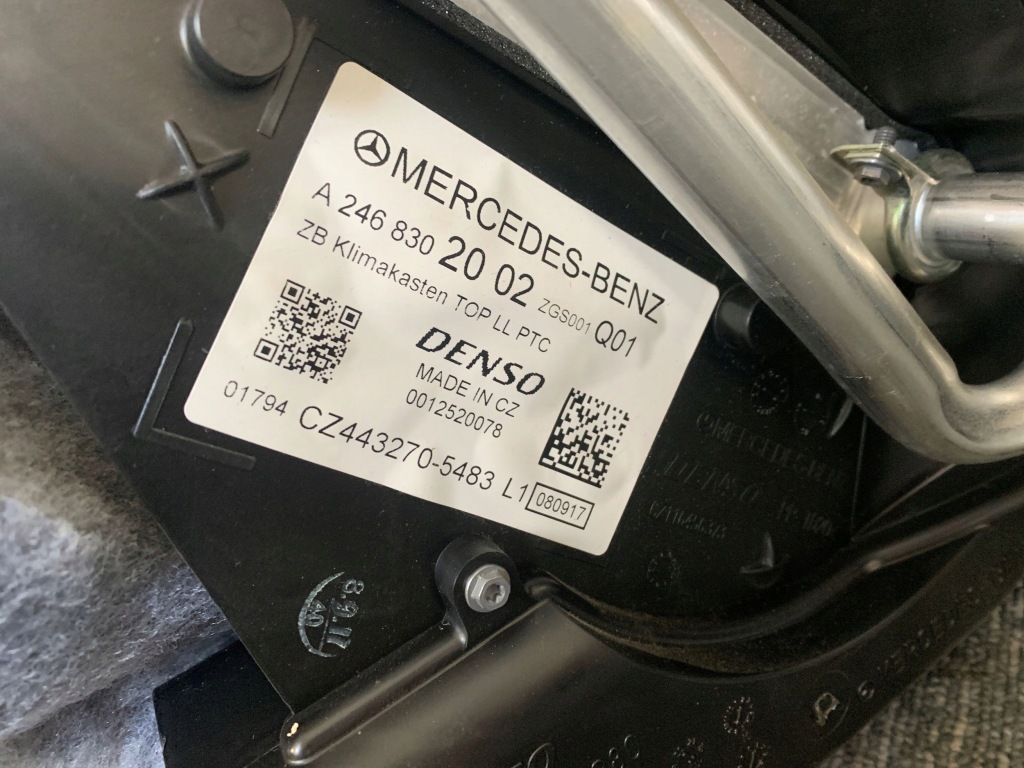 MERCEDES-BENZ
A 246 830 20 02 ZGS001 Q01
ZB Klimakasten TOP LL PTC
DENSO
MADE IN CZ
0012520078
01794 CZ443270-5483 L1 080917